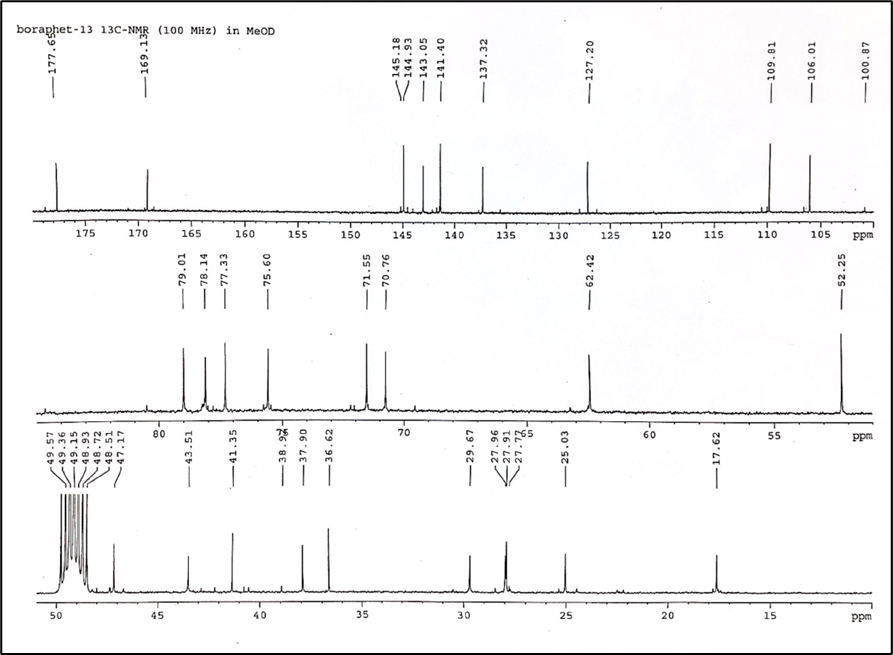 boraphet-13 13C-NMR (100 MHz) in MeOD
177.65 169.13 145.18 144.93 143.05 141.40 137.32 127.20 109.81 106.01 100.87
175 170 165 160 155 150 145 140 135 130 125 120 115 110 105 ppm
79.01 78.14 77.33 75.60 71.55 70.76 62.42 52.25
80 75 70 65 60 55 ppm
49.57 49.36 49.15 48.93 48.72 48.51 47.17 43.51 41.35 38.95 37.90 36.62 29.67 27.96 27.91 27.77 25.03 17.62
50 45 40 35 30 25 20 15 ppm